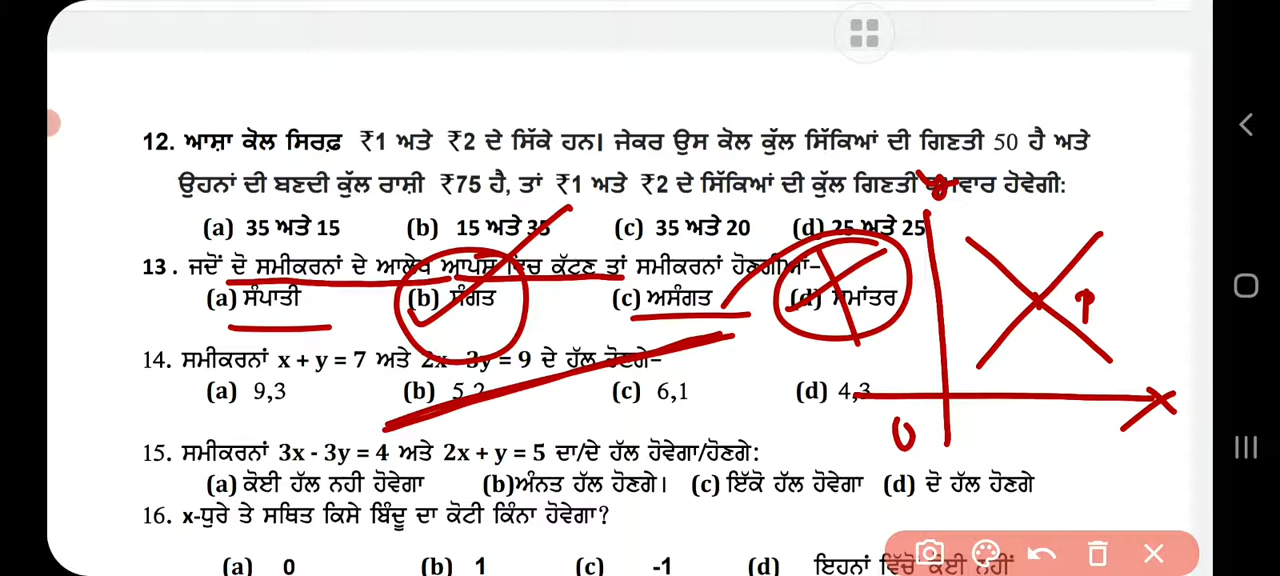 12. ਆਸ਼ਾ ਕੋਲ ਸਿਰਫ਼ ₹1 ਅਤੇ ₹2 ਦੇ ਸਿੱਕੇ ਹਨ। ਜੇਕਰ ਉਸ ਕੋਲ ਕੁੱਲ ਸਿੱਕਿਆਂ ਦੀ ਗਿਣਤੀ 50 ਹੈ ਅਤੇ
ਉਹਨਾਂ ਦੀ ਬਣਦੀ ਕੁੱਲ ਰਾਸ਼ੀ ₹75 ਹੈ, ਤਾਂ ₹1 ਅਤੇ ₹2 ਦੇ ਸਿੱਕਿਆਂ ਦੀ ਕੁੱਲ ਗਿਣਤੀ ਹੋਵੇਗੀ:
(a) 35 ਅਤੇ 15 (b) 15 ਅਤੇ 35 (c) 35 ਅਤੇ 20 (d) 25 ਅਤੇ 25
13 . ਜਦੋਂ ਦੋ ਸਮੀਕਰਨਾਂ ਦੇ ਆਲੇਖ ਆਪਸ ਵਿਚ ਕੱਟਣ ਤਾਂ ਸਮੀਕਰਨਾਂ ਹੋਣਗੀਆਂ–
(a) ਸੰਪਾਤੀ (b) ਸੰਗਤ (c) ਅਸੰਗਤ (d) ਸਮਾਂਤਰ
P
14. ਸਮੀਕਰਨਾਂ x + y = 7 ਅਤੇ 2x - 3y = 9 ਦੇ ਹੱਲ ਹੋਣਗੇ–
(a) 9,3 (b) 5,2 (c) 6,1 (d) 4,3
x
0
15. ਸਮੀਕਰਨਾਂ 3x - 3y = 4 ਅਤੇ 2x + y = 5 ਦਾ/ਦੇ ਹੱਲ ਹੋਵੇਗਾ/ਹੋਣਗੇ:
(a) ਕੋਈ ਹੱਲ ਨਹੀ ਹੋਵੇਗਾ (b)ਅੰਨਤ ਹੱਲ ਹੋਣਗੇ। (c) ਇੱਕੋ ਹੱਲ ਹੋਵੇਗਾ (d) ਦੋ ਹੱਲ ਹੋਣਗੇ
16. x-ਧੁਰੇ ਤੇ ਸਥਿਤ ਕਿਸੇ ਬਿੰਦੂ ਦਾ ਕੋਟੀ ਕਿੰਨਾ ਹੋਵੇਗਾ?
(a) 0 (b) 1 (c) -1 (d) ਇਹਨਾਂ ਵਿੱਚੋਂ ਕੋਈ ਨਹੀਂ